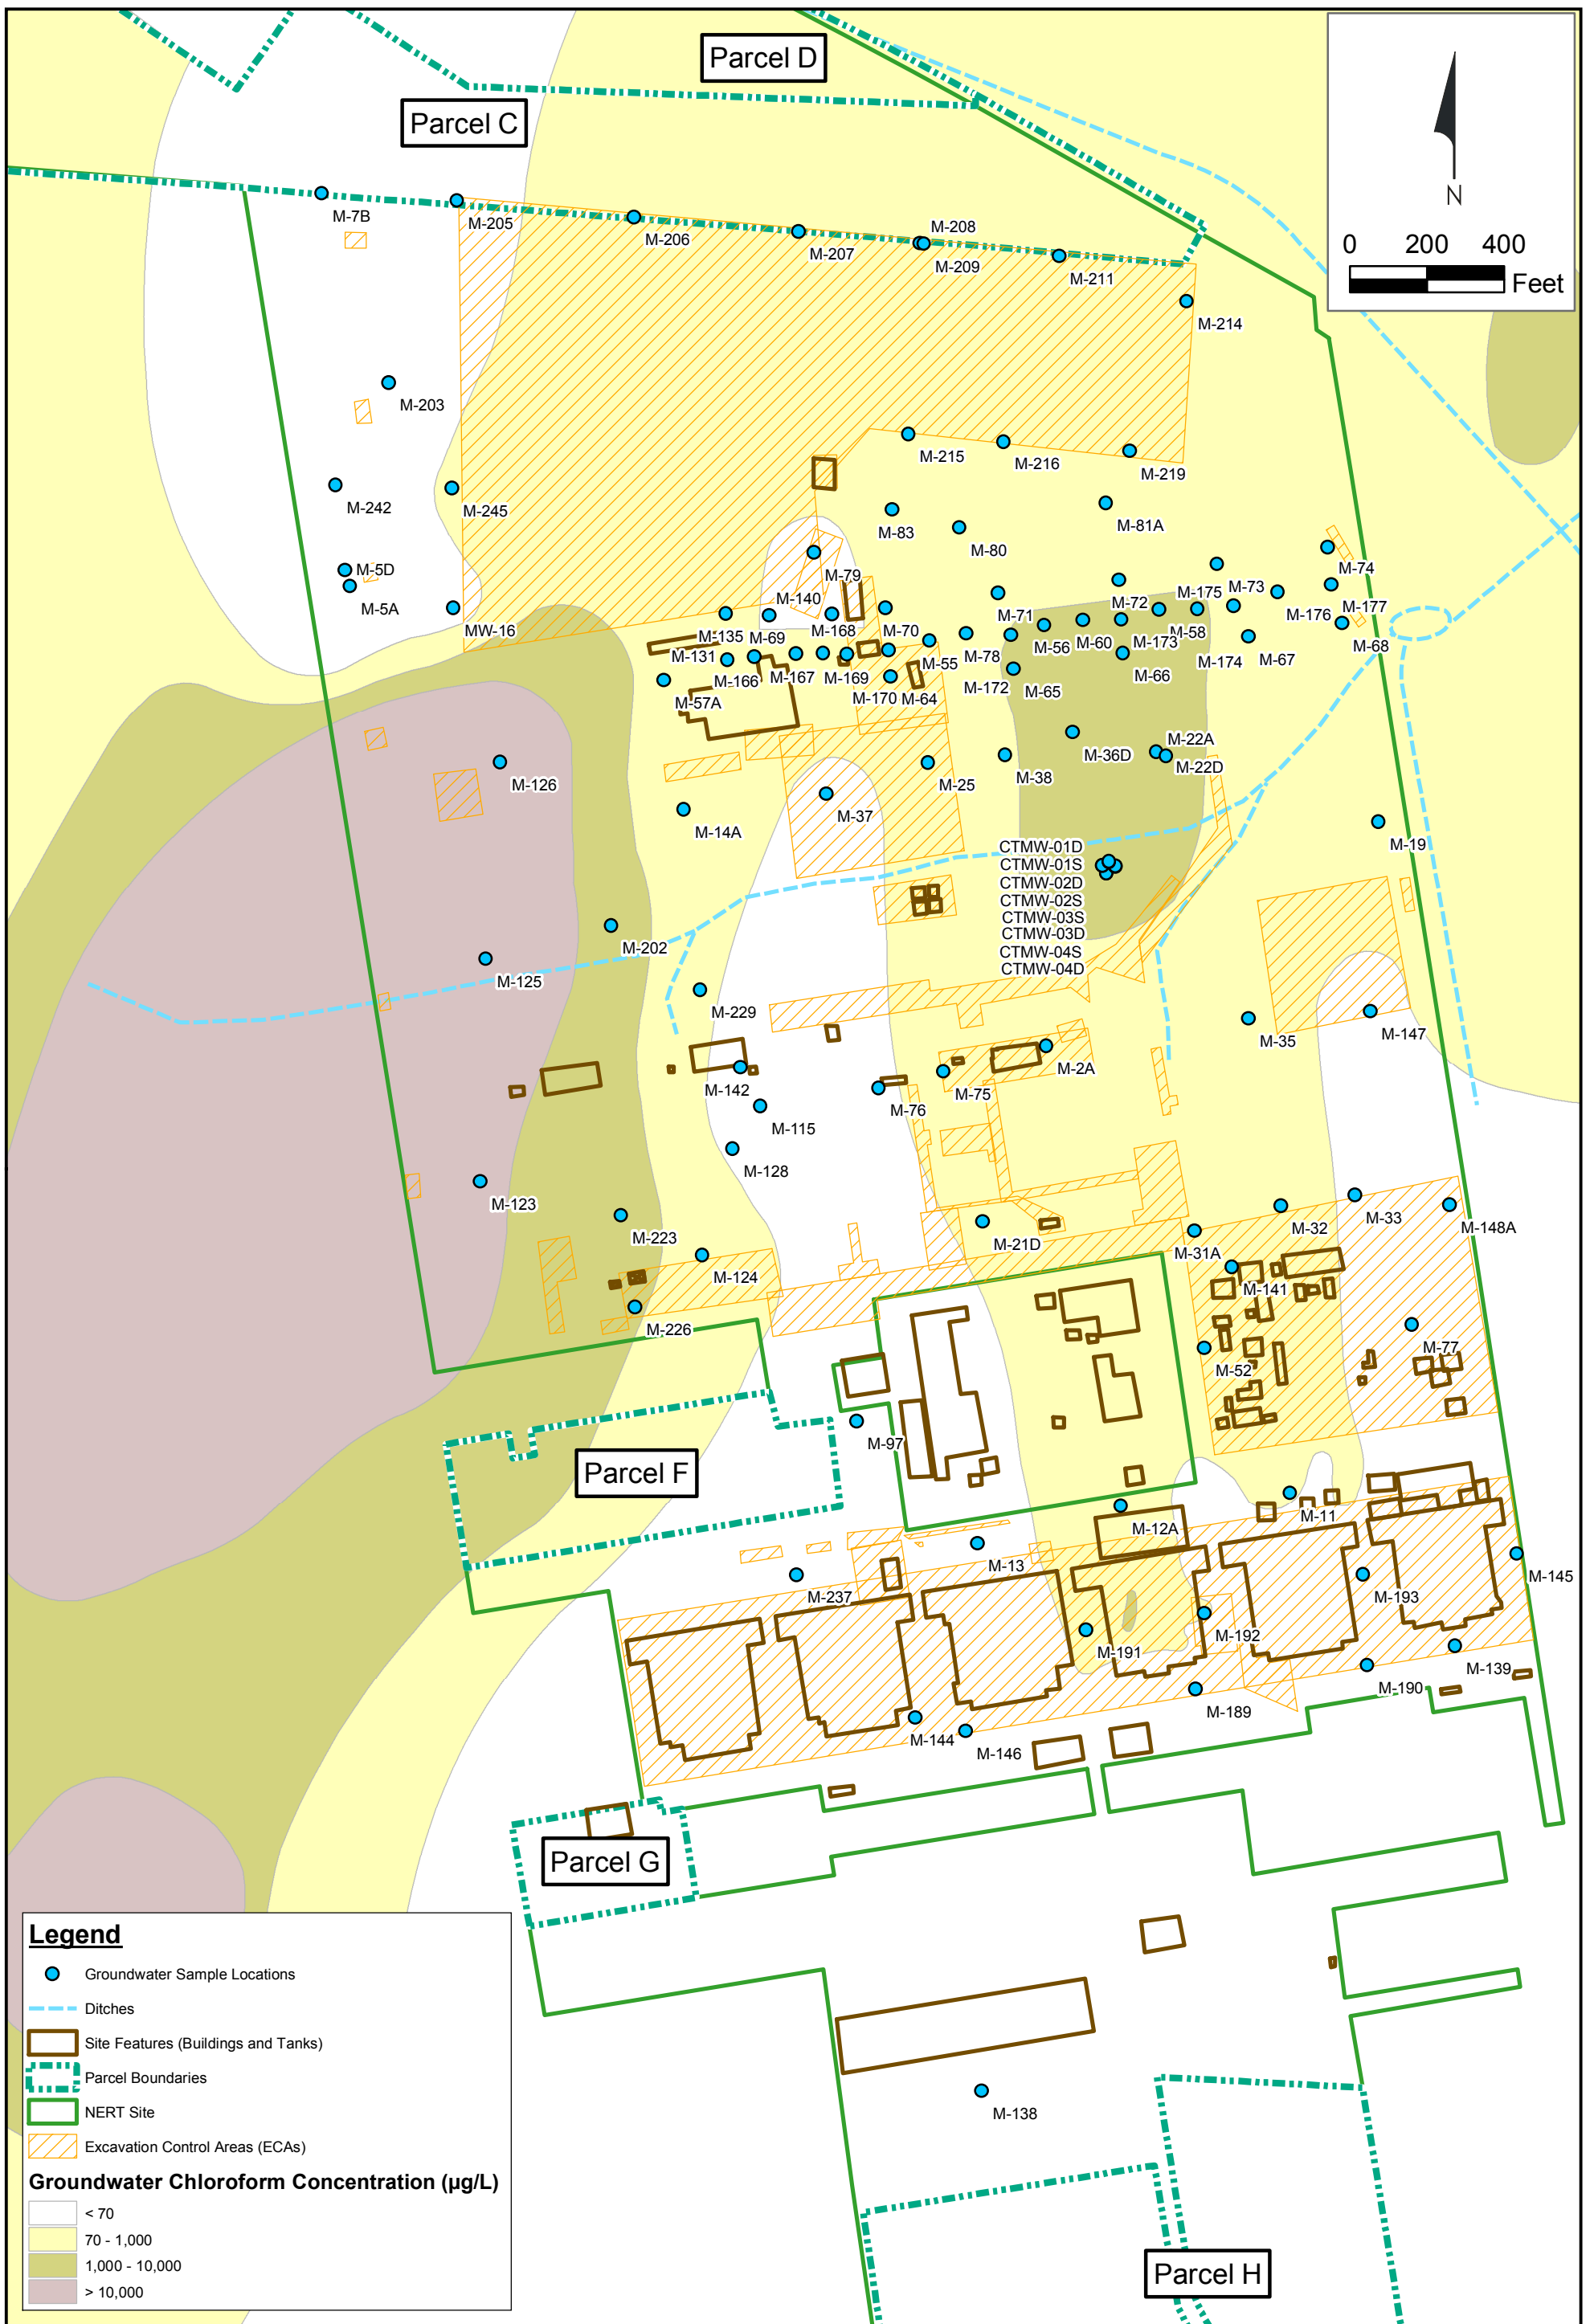 Parcel D
Parcel C
N
0 200 400
Feet
M-7B
M-205
M-206
M-207
M-208
M-209
M-211
M-214
M-203
M-215
M-216
M-219
M-242
M-245
M-83
M-80
M-81A
M-5D
M-5A
MW-16
M-79
M-140
M-135
M-69
M-168
M-70
M-71
M-72
M-175
M-73
M-74
M-176
M-177
M-68
M-131
M-166
M-167
M-169
M-170
M-64
M-55
M-78
M-172
M-56
M-65
M-60
M-173
M-58
M-66
M-174
M-67
M-57A
M-126
M-14A
M-37
M-25
M-38
M-36D
M-22A
M-22D
M-19
CTMW-01D
CTMW-01S
CTMW-02D
CTMW-02S
CTMW-03S
CTMW-03D
CTMW-04S
CTMW-04D
M-202
M-125
M-229
M-35
M-147
M-142
M-115
M-128
M-76
M-75
M-2A
M-123
M-223
M-124
M-226
M-21D
M-31A
M-32
M-33
M-148A
M-141
M-52
M-77
M-97
Parcel F
M-12A
M-11
M-13
M-237
M-145
M-193
M-191
M-192
M-139
M-190
M-189
M-144
M-146
Parcel G
M-138
Parcel H
Legend
Groundwater Sample Locations
Ditches
Site Features (Buildings and Tanks)
Parcel Boundaries
NERT Site
Excavation Control Areas (ECAs)
Groundwater Chloroform Concentration (µg/L)
< 70
70 - 1,000
1,000 - 10,000
> 10,000